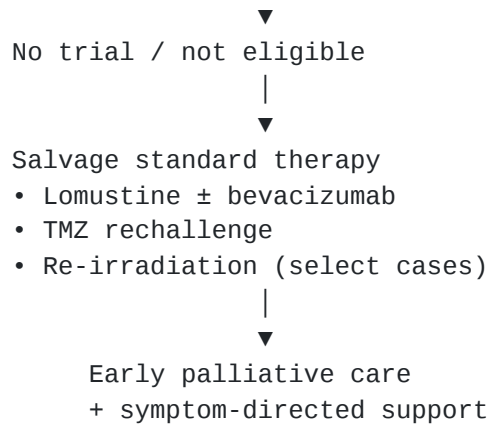 ▼
No trial / not eligible
│
▼
Salvage standard therapy
• Lomustine ± bevacizumab
• TMZ rechallenge
• Re-irradiation (select cases)
│
▼
Early palliative care
+ symptom-directed support